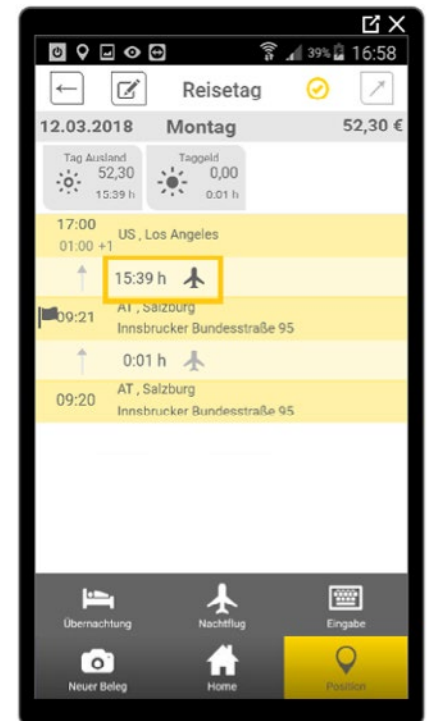 39% 16:58
Reisetag
12.03.2018 Montag 52,30 €
Tag Ausland
52,30
15:39 h
Taggeld
0,00
0:01 h
17:00
01:00 +1
US , Los Angeles
15:39 h
09:21
AT , Salzburg
Innsbrucker Bundesstraße 95
0:01 h
09:20
AT , Salzburg
Innsbrucker Bundesstraße 95
Übernachtung Nachtflug Eingabe
Neuer Beleg Home Position